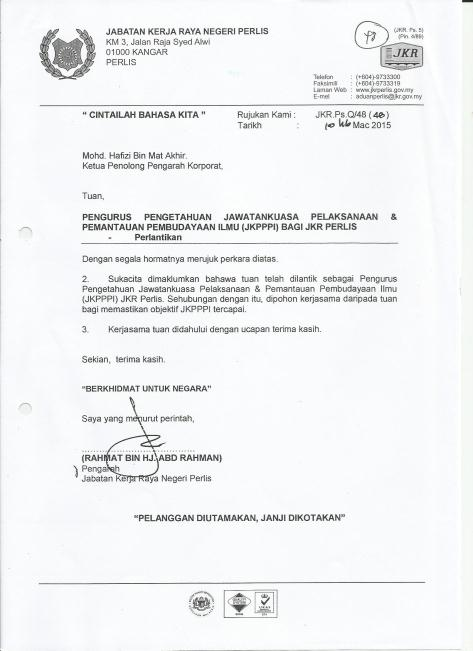 JABATAN KERJA RAYA NEGERI PERLIS
KM 3, Jalan Raja Syed Alwi
01000 KANGAR
PERLIS
(JKR. Ps. 5)
(Pin. 4/89)
JKR
Telefon : (+604)-9733300
Faksimili : (+604)-9733319
Laman Web : www.jkrperlis.gov.my
E-mel : aduanperlis@jkr.gov.my
" CINTAILAH BAHASA KITA "
Rujukan Kami : JKR.Ps.Q/48
Tarikh : 10 Mac 2015
Mohd. Hafizi Bin Mat Akhir.
Ketua Penolong Pengarah Korporat,
Tuan,
PENGURUS PENGETAHUAN JAWATANKUASA PELAKSANAAN &
PEMANTAUAN PEMBUDAYAAN ILMU (JKPPPI) BAGI JKR PERLIS
- Perlantikan
Dengan segala hormatnya merujuk perkara diatas.
2. Sukacita dimaklumkan bahawa tuan telah dilantik sebagai Pengurus
Pengetahuan Jawatankuasa Pelaksanaan & Pemantauan Pembudayaan Ilmu
(JKPPPI) JKR Perlis. Sehubungan dengan itu, dipohon kerjasama daripada tuan
bagi memastikan objektif JKPPPI tercapai.
3. Kerjasama tuan didahului dengan ucapan terima kasih.
Sekian, terima kasih.
"BERKHIDMAT UNTUK NEGARA"
Saya yang menurut perintah,
(RAHMAT BIN HJ. ABD RAHMAN)
Pengarah
Jabatan Kerja Raya Negeri Perlis
"PELANGGAN DIUTAMAKAN, JANJI DIKOTAKAN"